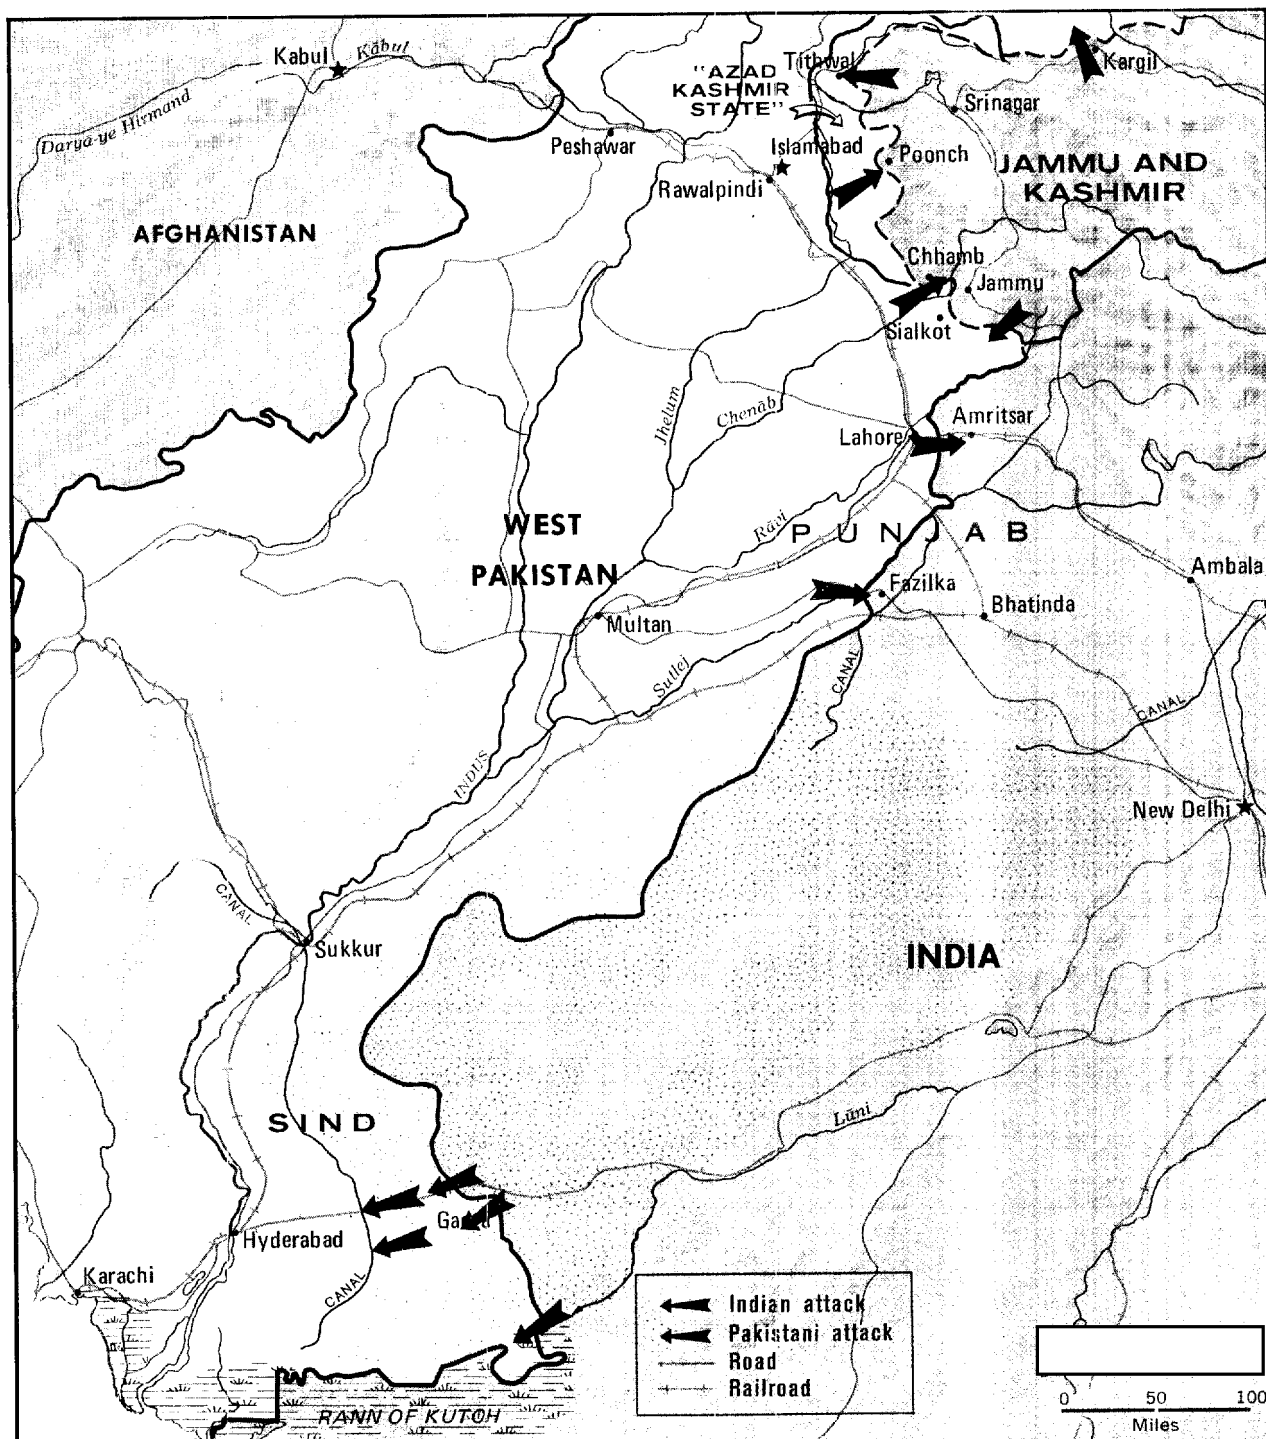 Kabul
Kābul
Daryā-ye Hirmand
"AZAD
KASHMIR
STATE"
Tithwal
Kargil
Srinagar
Peshawar
Islamabad
Poonch
Rawalpindi
JAMMU AND
KASHMIR
AFGHANISTAN
Chhamb
Jammu
Sialkot
Jhelum
Chenāb
Amritsar
Lahore
WEST
PAKISTAN
Rāvi
PUNJAB
Ambala
Fazilka
Bhatinda
Multan
Sutlej
CANAL
CANAL
INDUS
New Delhi
CANAL
Sukkur
INDIA
SIND
Lūni
Hyderabad
Karachi
CANAL
Indian attack
Pakistani attack
Road
Railroad
RANN OF KUTCH
0 50 100
Miles